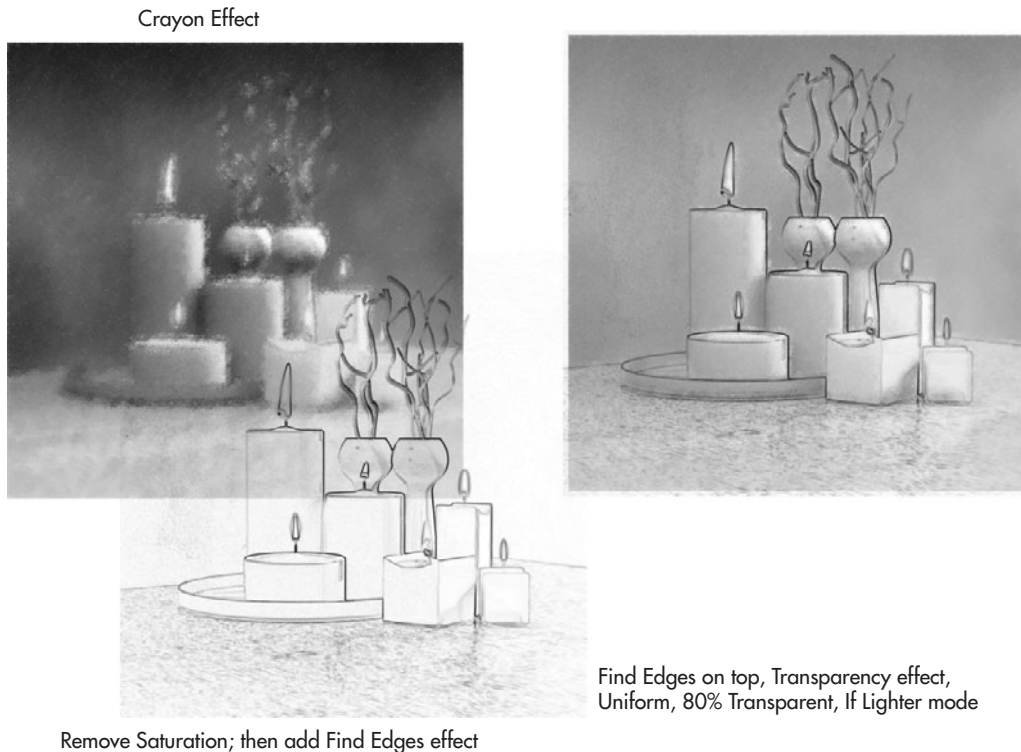 Crayon Effect
Find Edges on top, Transparency effect,
Uniform, 80% Transparent, If Lighter mode
Remove Saturation; then add Find Edges effect